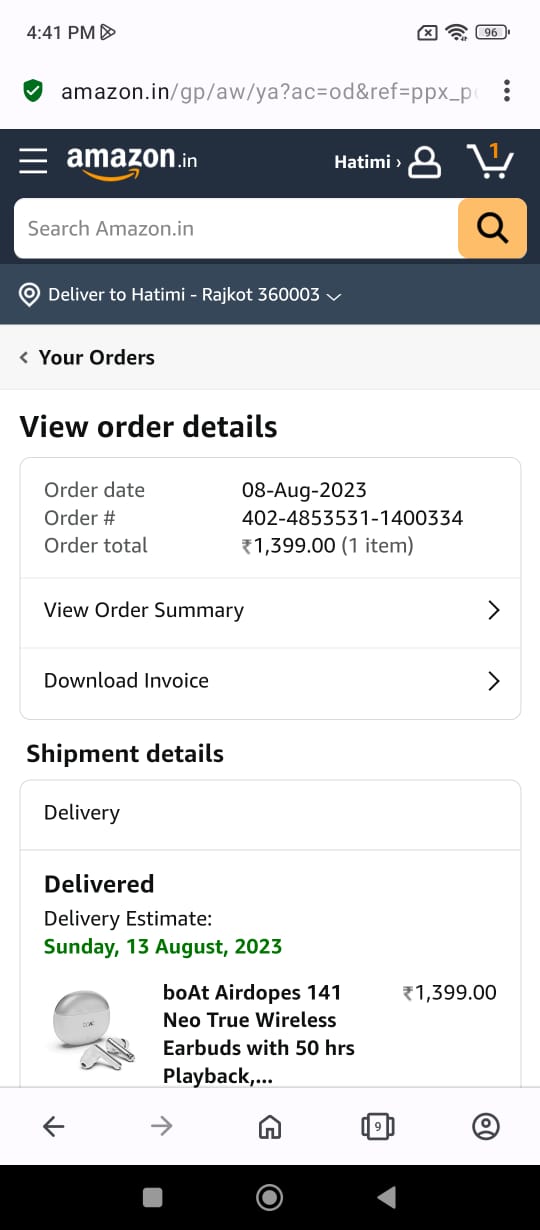 4:41 PM
96
amazon.in/gp/aw/ya?ac=od&ref=ppx_p
amazon.in
Hatimi ›
1
Search Amazon.in
Deliver to Hatimi - Rajkot 360003
‹ Your Orders
View order details
Order date 08-Aug-2023
Order # 402-4853531-1400334
Order total ₹1,399.00 (1 item)
View Order Summary
Download Invoice
Shipment details
Delivery
Delivered
Delivery Estimate:
Sunday, 13 August, 2023
boAt Airdopes 141 ₹1,399.00
Neo True Wireless
Earbuds with 50 hrs
Playback,...
9